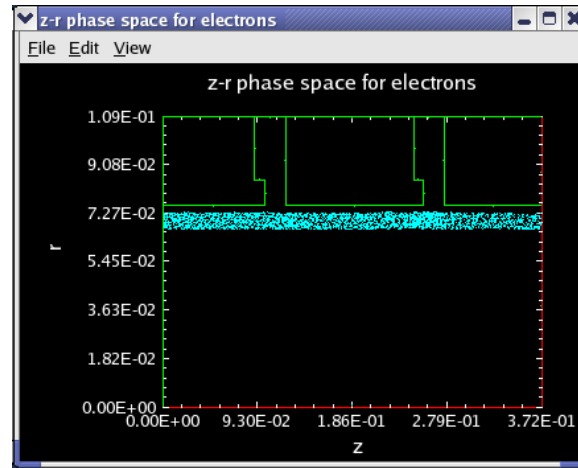 z-r phase space for electrons
File Edit View
z-r phase space for electrons
1.09E-01
9.08E-02
7.27E-02
5.45E-02
3.63E-02
1.82E-02
0.00E+00
r
0.00E+00 9.30E-02 1.86E-01 2.79E-01 3.72E-01
z